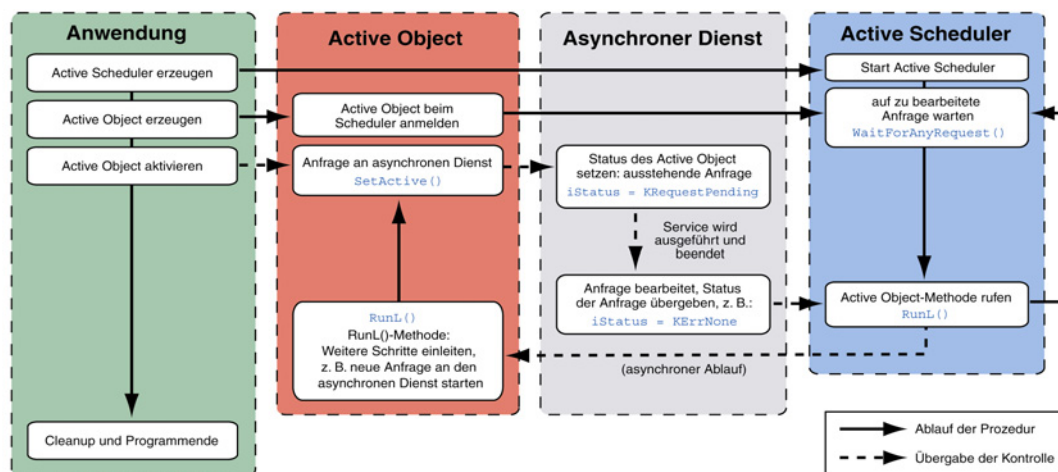 Anwendung
Active Scheduler erzeugen
Active Object erzeugen
Active Object aktivieren
Cleanup und Programmende
Active Object
Active Object beim
Scheduler anmelden
Anfrage an asynchronen Dienst
SetActive()
RunL()
RunL()-Methode:
Weitere Schritte einleiten,
z. B. neue Anfrage an den
asynchronen Dienst starten
Asynchroner Dienst
Status des Active Object
setzen: ausstehende Anfrage
iStatus = KRequestPending
Service wird
ausgeführt und
beendet
Anfrage bearbeitet, Status
der Anfrage übergeben, z. B.:
iStatus = KErrNone
(asynchroner Ablauf)
Active Scheduler
Start Active Scheduler
auf zu bearbeitete
Anfrage warten
WaitForAnyRequest()
Active Object-Methode rufen
RunL()
Ablauf der Prozedur
Übergabe der Kontrolle